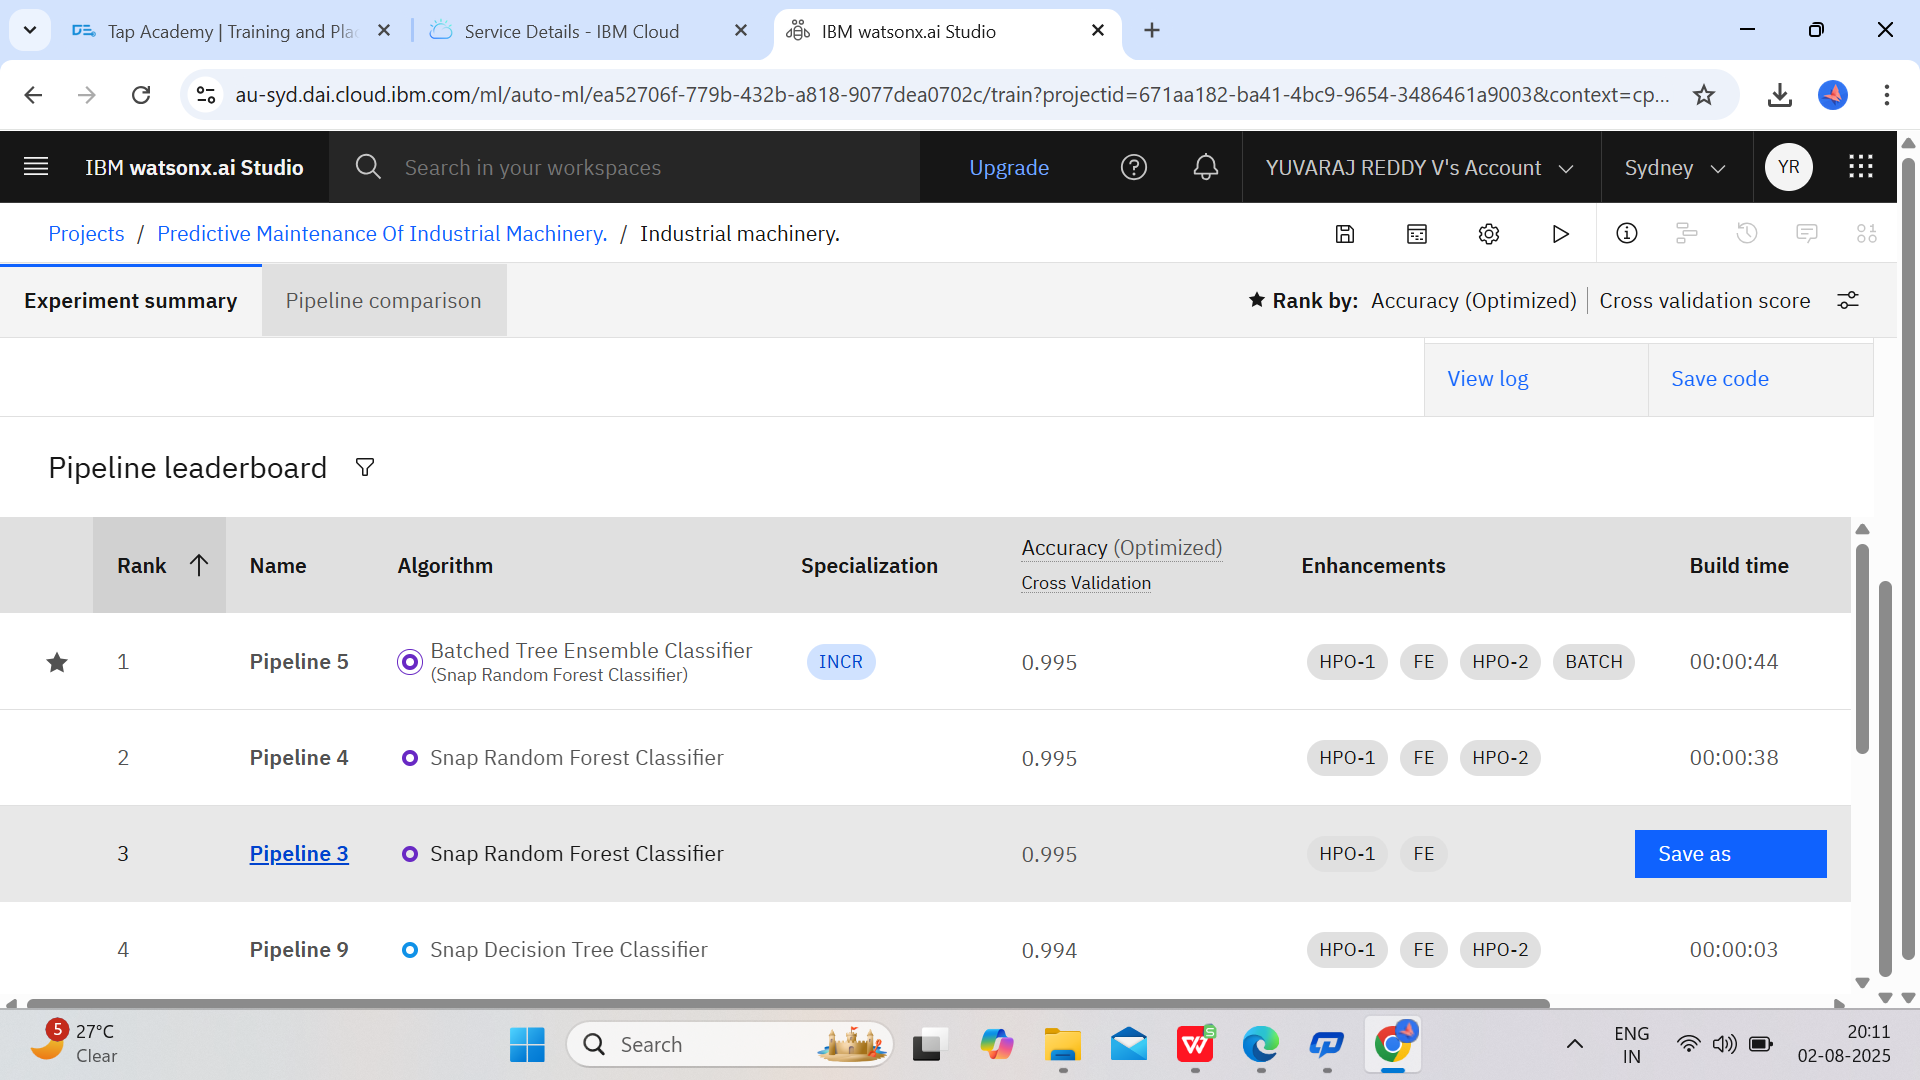 Tap Academy | Training and Pla
Service Details - IBM Cloud
IBM watsonx.ai Studio
au-syd.dai.cloud.ibm.com/ml/auto-ml/ea52706f-779b-432b-a818-9077dea0702c/train?projectid=671aa182-ba41-4bc9-9654-3486461a9003&context=cp...
IBM watsonx.ai Studio
Search in your workspaces
Upgrade
YUVARAJ REDDY V's Account
Sydney
YR
Projects / Predictive Maintenance Of Industrial Machinery. / Industrial machinery.
Experiment summary
Pipeline comparison
Rank by: Accuracy (Optimized) | Cross validation score
View log
Save code
Pipeline leaderboard
Rank Name Algorithm Specialization Accuracy (Optimized) Enhancements Build time
Cross Validation
1 Pipeline 5 Batched Tree Ensemble Classifier INCR 0.995 HPO-1 FE HPO-2 BATCH 00:00:44
(Snap Random Forest Classifier)
2 Pipeline 4 Snap Random Forest Classifier 0.995 HPO-1 FE HPO-2 00:00:38
3 Pipeline 3 Snap Random Forest Classifier 0.995 HPO-1 FE Save as
4 Pipeline 9 Snap Decision Tree Classifier 0.994 HPO-1 FE HPO-2 00:00:03
5
27°C
Clear
Search
ENG
IN
20:11
02-08-2025